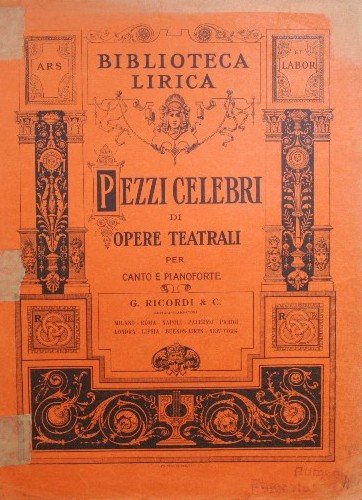 ARS
ET
LABOR
BIBLIOTECA
LIRICA
PEZZI CELEBRI
DI
OPERE TEATRALI
PER
CANTO E PIANOFORTE
G. RICORDI & C.
MILANO - ROMA - NAPOLI - PALERMO - PARIGI
LONDRA - LIPSIA - BUENOS-AIRES - NEW-YORK
R
R